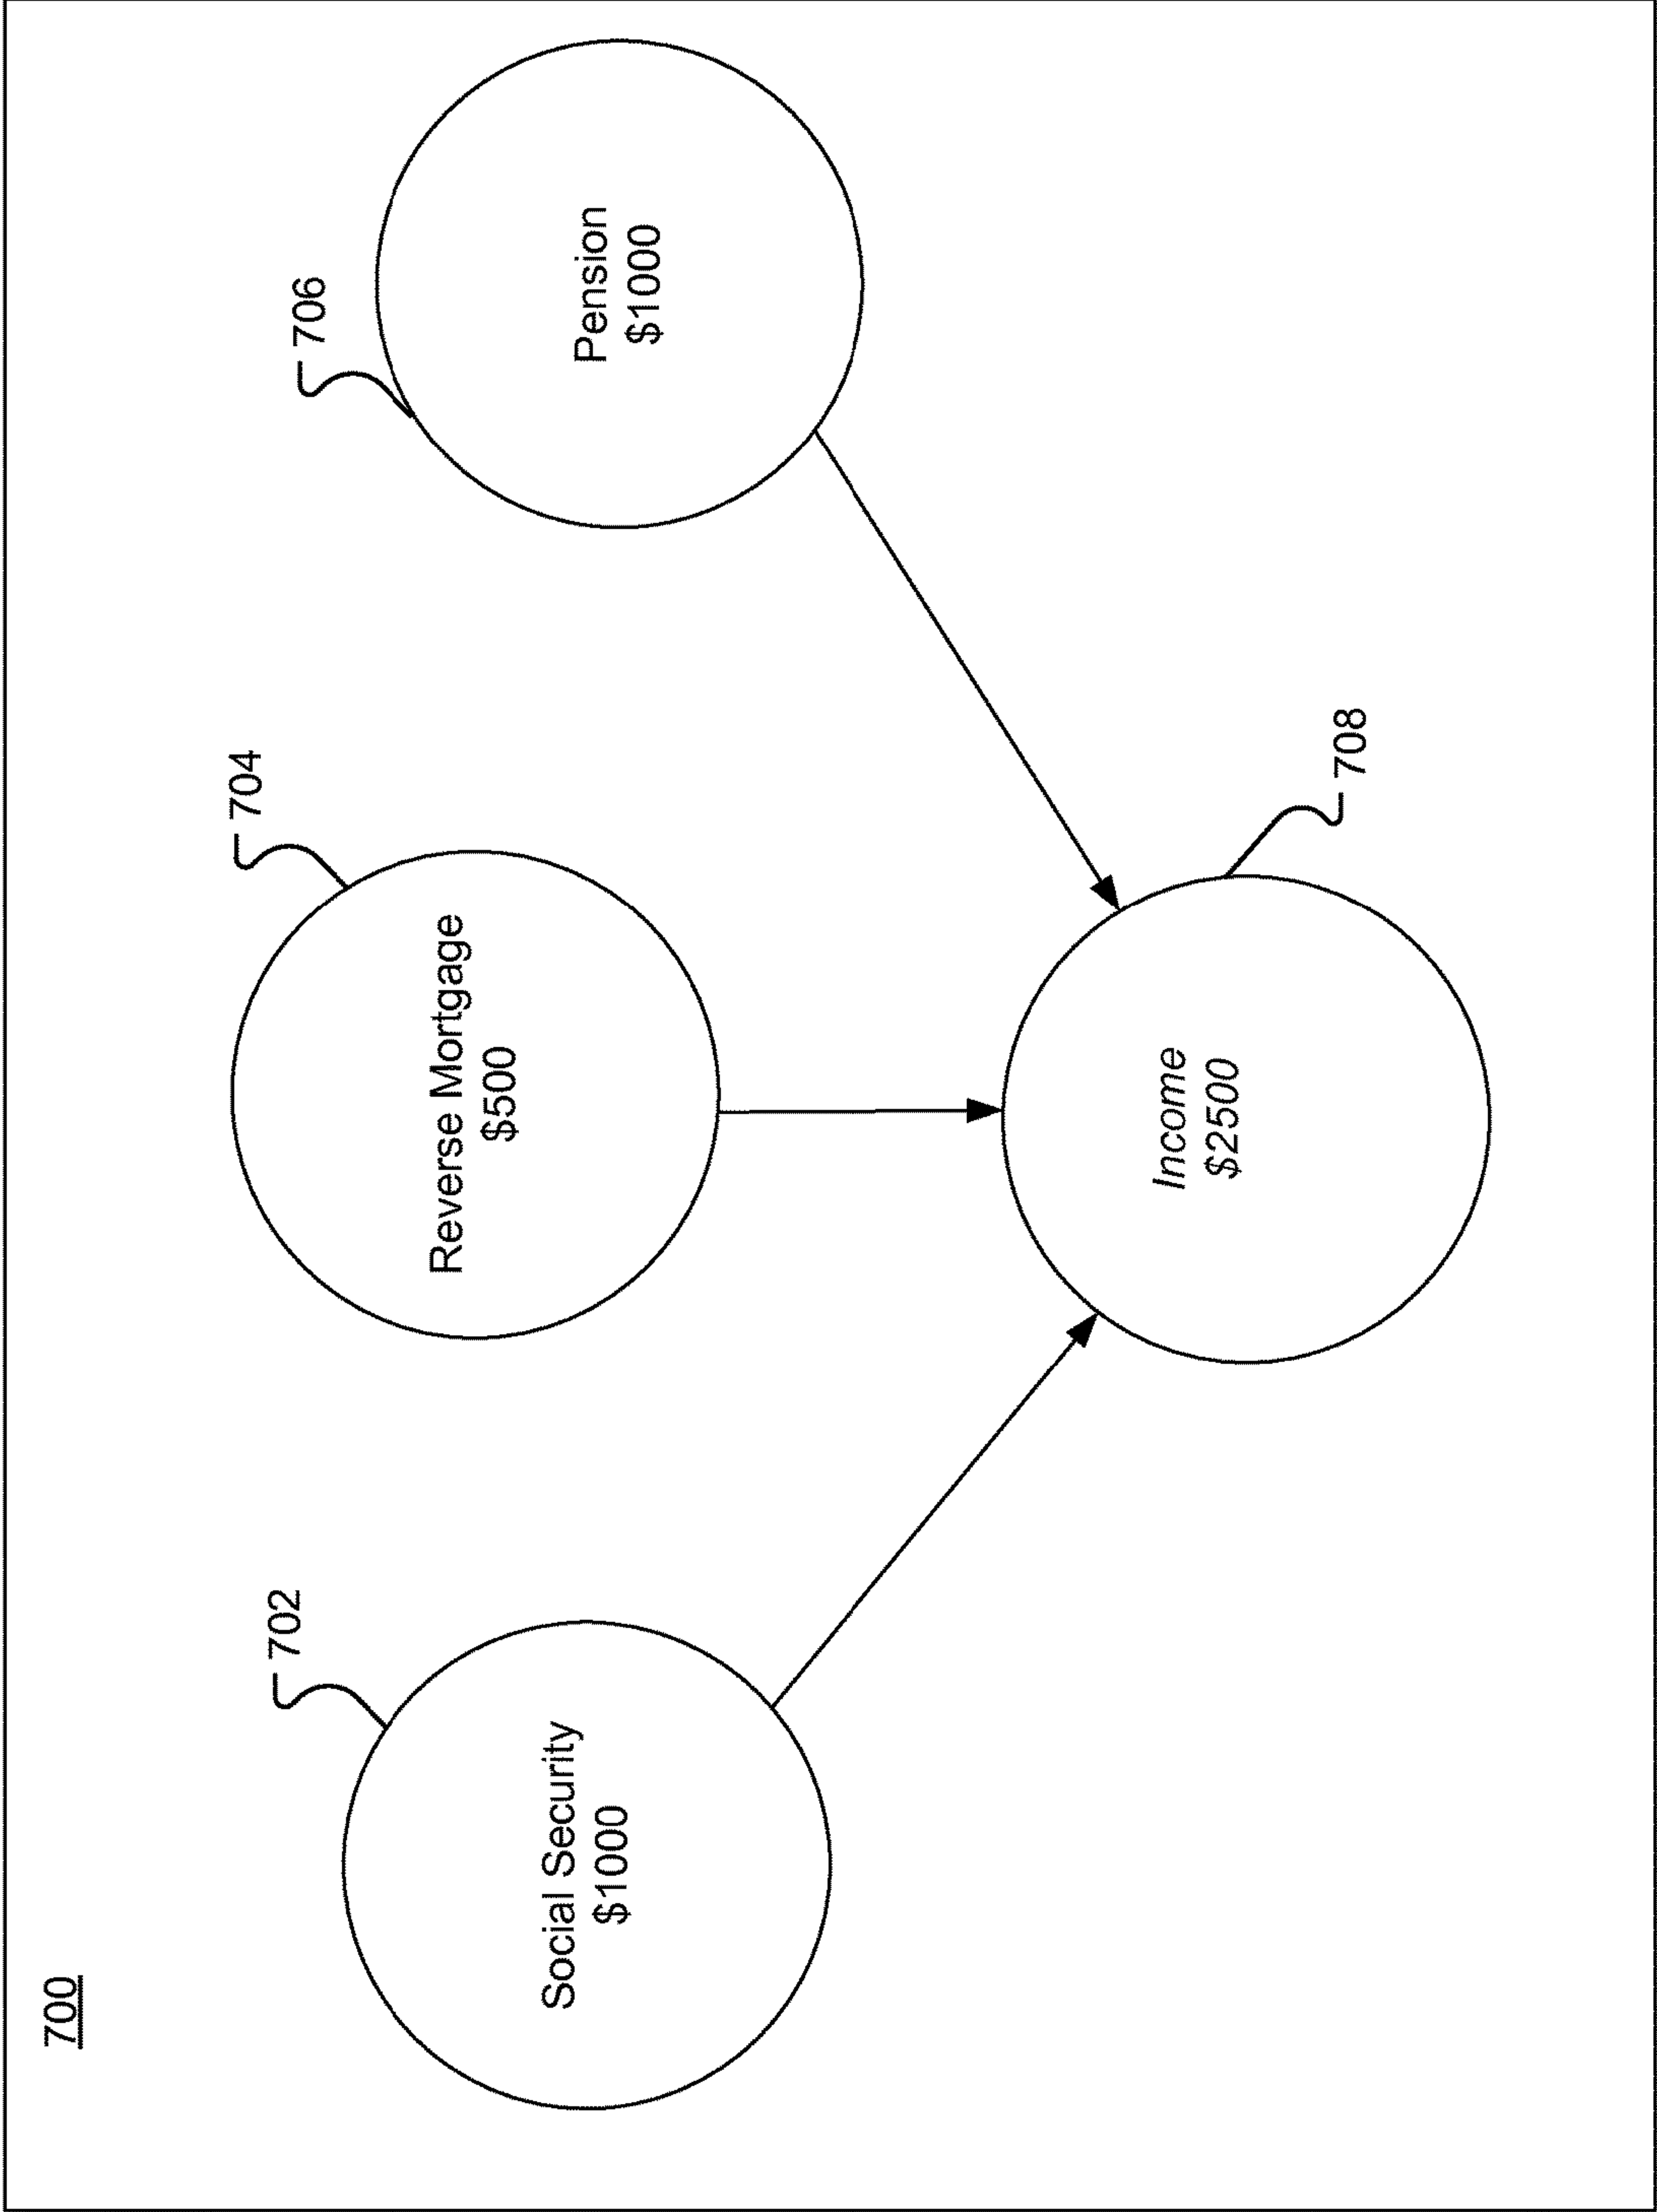 700
702
Social Security
$1000
704
Reverse Mortgage
$500
706
Pension
$1000
Income
$2500
708